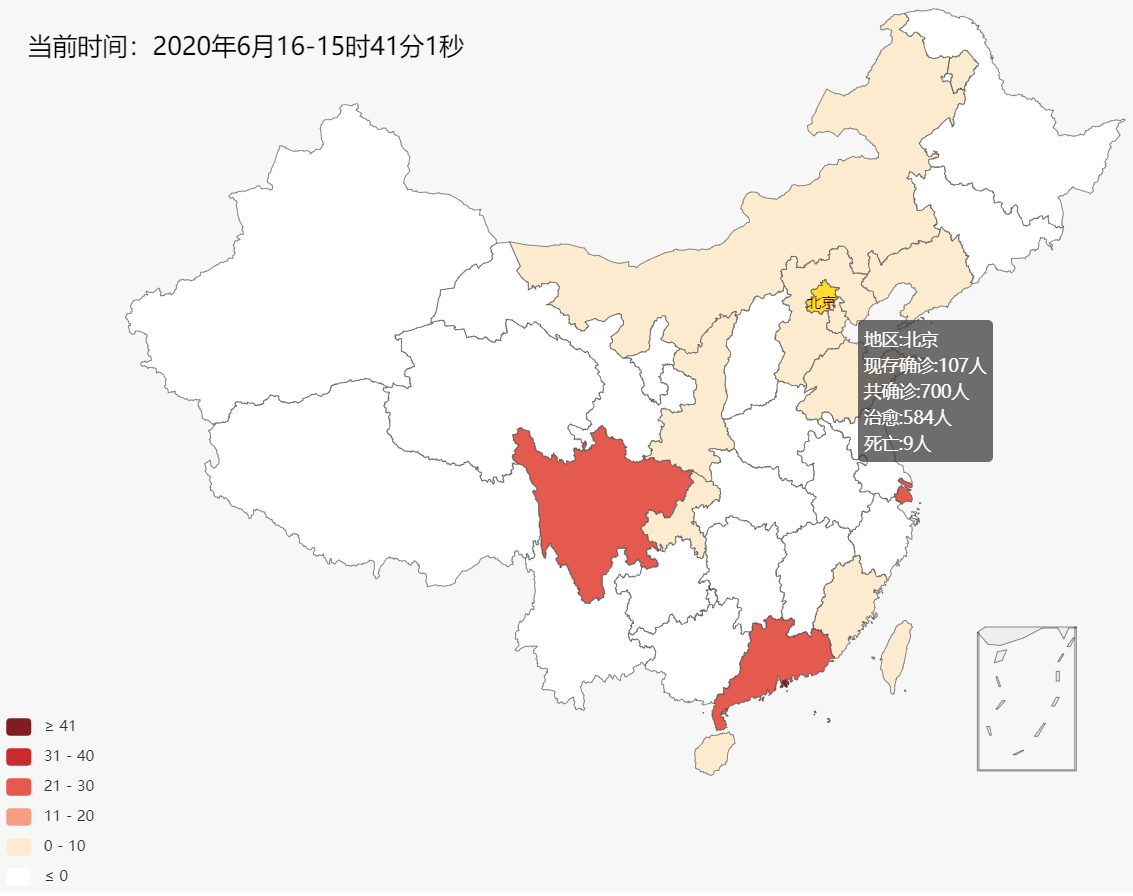 当前时间：2020年6月16-15时41分1秒
北京
地区:北京
现存确诊:107人
共确诊:700人
治愈:584人
死亡:9人
≥ 41
31 - 40
21 - 30
11 - 20
0 - 10
≤ 0